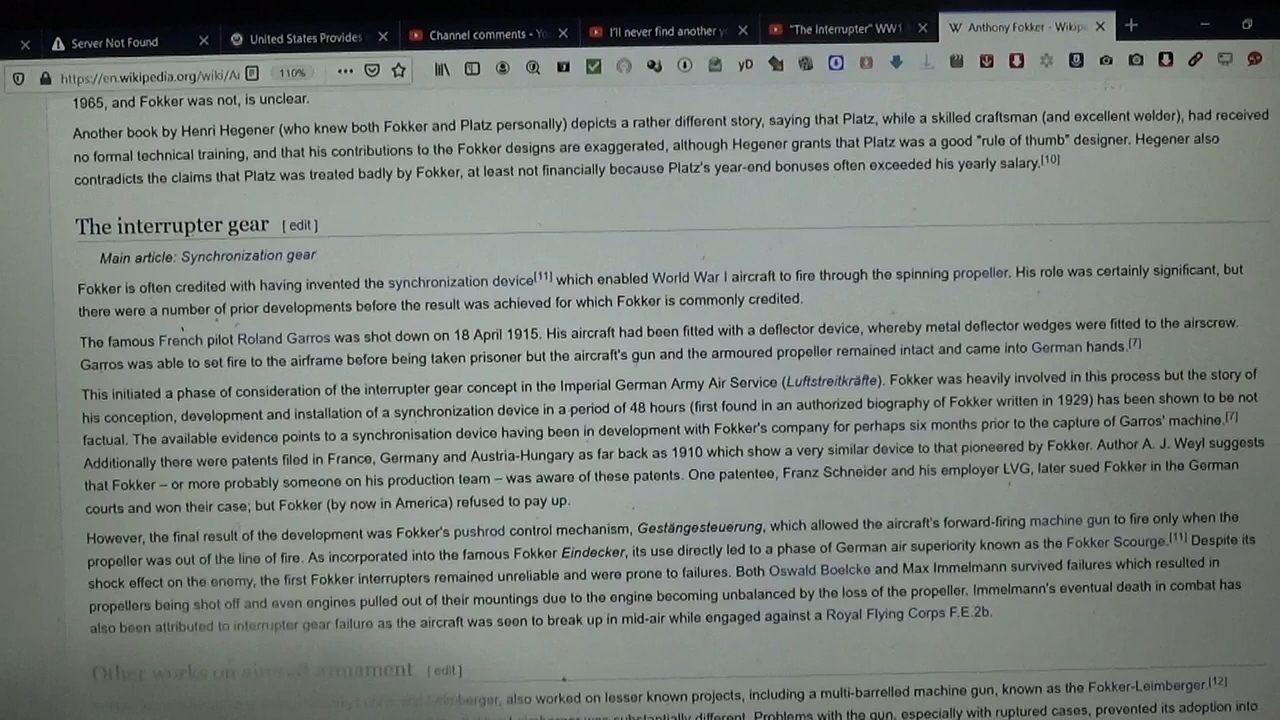 Server Not Found
United States Provides
Channel comments - Yo
I'll never find another yo
"The Interrupter" WW1
Anthony Fokker - Wikip
https://en.wikipedia.org/wiki/A
110%
yD
1965, and Fokker was not, is unclear.
Another book by Henri Hegener (who knew both Fokker and Platz personally) depicts a rather different story, saying that Platz, while a skilled craftsman (and excellent welder), had received
no formal technical training, and that his contributions to the Fokker designs are exaggerated, although Hegener grants that Platz was a good "rule of thumb" designer. Hegener also
contradicts the claims that Platz was treated badly by Fokker, at least not financially because Platz's year-end bonuses often exceeded his yearly salary.[10]
The interrupter gear [ edit ]
Main article: Synchronization gear
Fokker is often credited with having invented the synchronization device[11] which enabled World War I aircraft to fire through the spinning propeller. His role was certainly significant, but
there were a number of prior developments before the result was achieved for which Fokker is commonly credited.
The famous French pilot Roland Garros was shot down on 18 April 1915. His aircraft had been fitted with a deflector device, whereby metal deflector wedges were fitted to the airscrew.
Garros was able to set fire to the airframe before being taken prisoner but the aircraft's gun and the armoured propeller remained intact and came into German hands.[7]
This initiated a phase of consideration of the interrupter gear concept in the Imperial German Army Air Service (Luftstreitkräfte). Fokker was heavily involved in this process but the story of
his conception, development and installation of a synchronization device in a period of 48 hours (first found in an authorized biography of Fokker written in 1929) has been shown to be not
factual. The available evidence points to a synchronisation device having been in development with Fokker's company for perhaps six months prior to the capture of Garros' machine.[7]
Additionally there were patents filed in France, Germany and Austria-Hungary as far back as 1910 which show a very similar device to that pioneered by Fokker. Author A. J. Weyl suggests
that Fokker – or more probably someone on his production team – was aware of these patents. One patentee, Franz Schneider and his employer LVG, later sued Fokker in the German
courts and won their case; but Fokker (by now in America) refused to pay up.
However, the final result of the development was Fokker's pushrod control mechanism, Gestängesteuerung, which allowed the aircraft's forward-firing machine gun to fire only when the
propeller was out of the line of fire. As incorporated into the famous Fokker Eindecker, its use directly led to a phase of German air superiority known as the Fokker Scourge.[11] Despite its
shock effect on the enemy, the first Fokker interrupters remained unreliable and were prone to failures. Both Oswald Boelcke and Max Immelmann survived failures which resulted in
propellers being shot off and even engines pulled out of their mountings due to the engine becoming unbalanced by the loss of the propeller. Immelmann's eventual death in combat has
also been attributed to interrupter gear failure as the aircraft was seen to break up in mid-air while engaged against a Royal Flying Corps F.E.2b.
Other works on aircraft armament [ edit ]
Leimberger, also worked on lesser known projects, including a multi-barrelled machine gun, known as the Fokker-Leimberger.[12]
was substantially different. Problems with the gun, especially with ruptured cases, prevented its adoption into